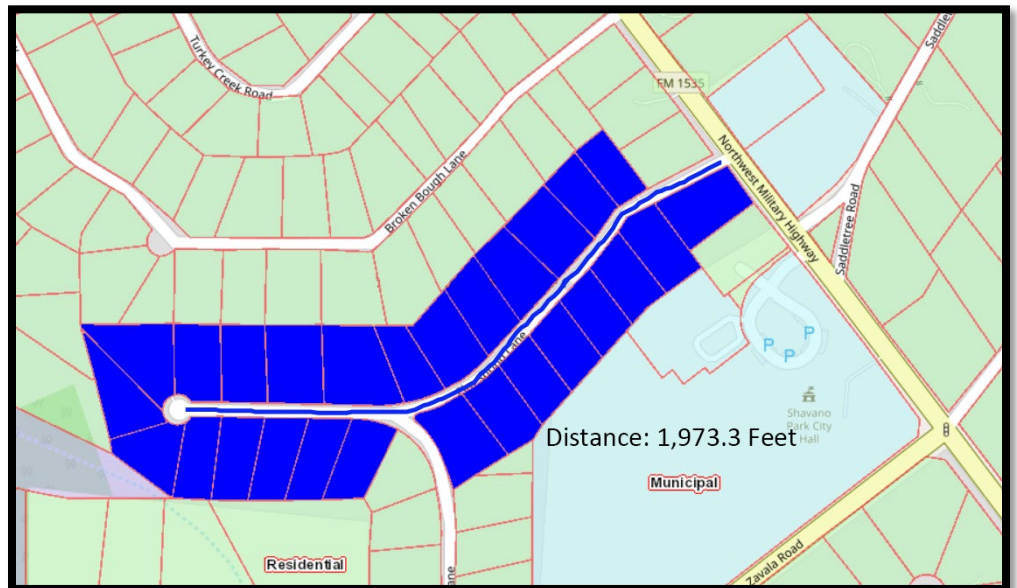 Turkey Creek Road
FM 1535
Saddletree
Northwest Military Highway
Broken Bough Lane
Saddletree Road
Lane
P
P
P
Shavano
Park City
Hall
Distance: 1,973.3 Feet
Municipal
Residential
Zavala Road